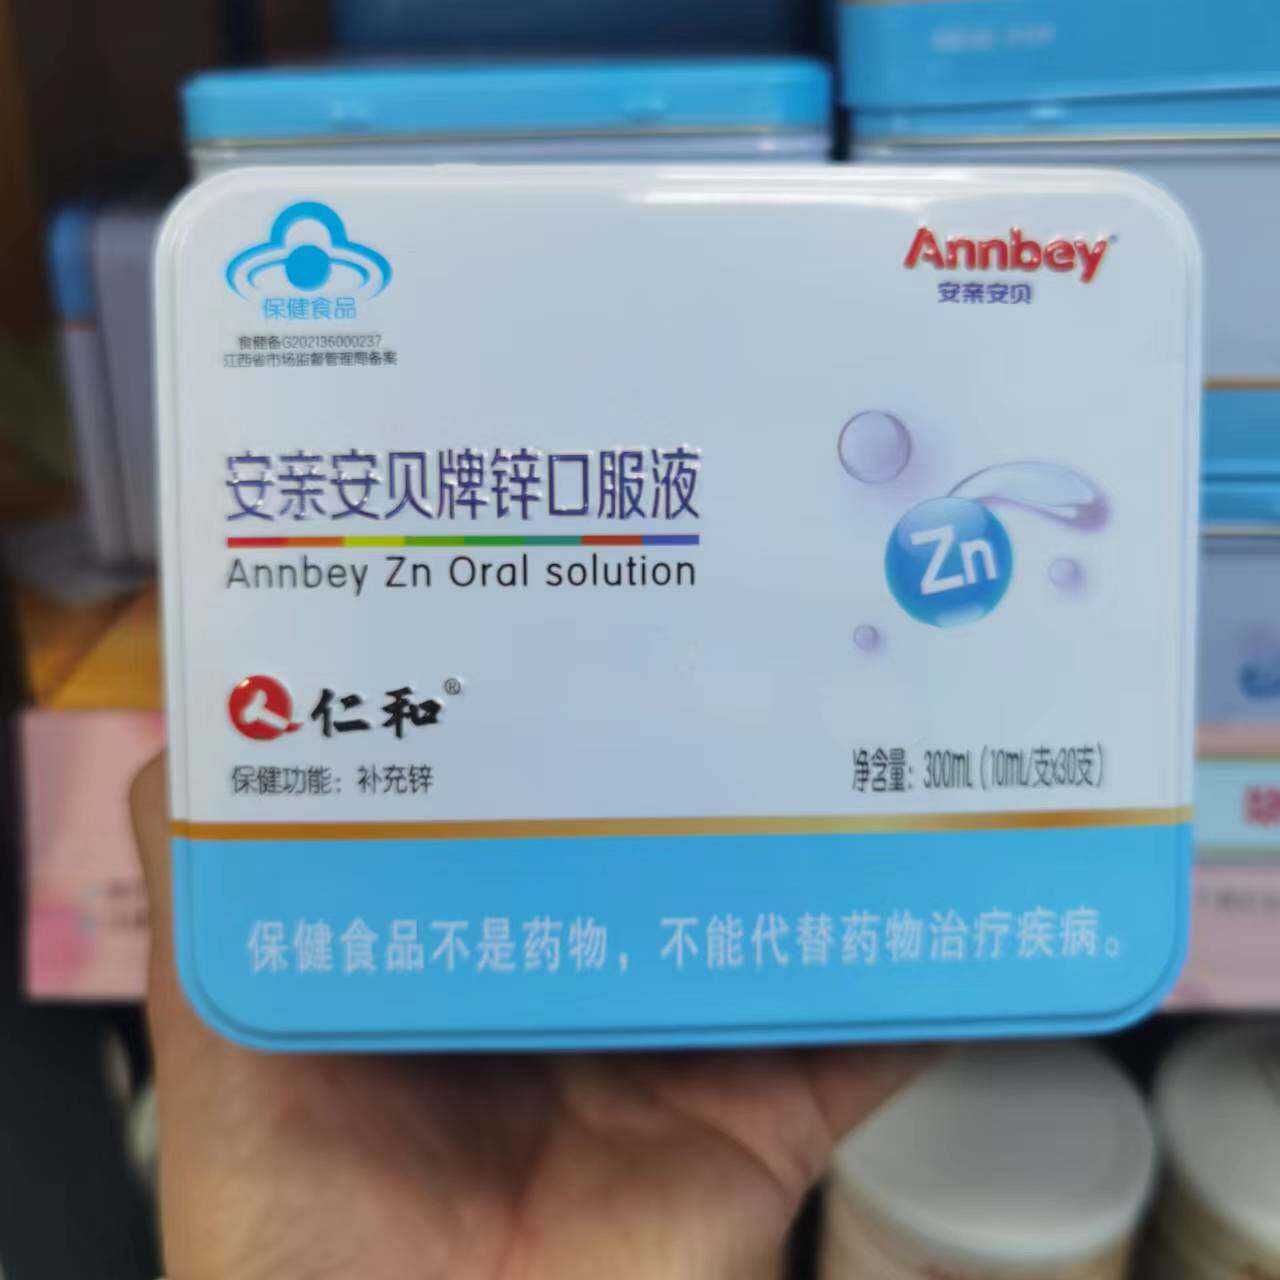 保健食品
食健备G202136000237
江西省市场监督管理局备案
Annbey
安亲安贝
安亲安贝牌锌口服液
Annbey Zn Oral solution
Zn
仁和®
保健功能：补充锌
净含量：300mL（10mL/支x30支）
保健食品不是药物，不能代替药物治疗疾病。